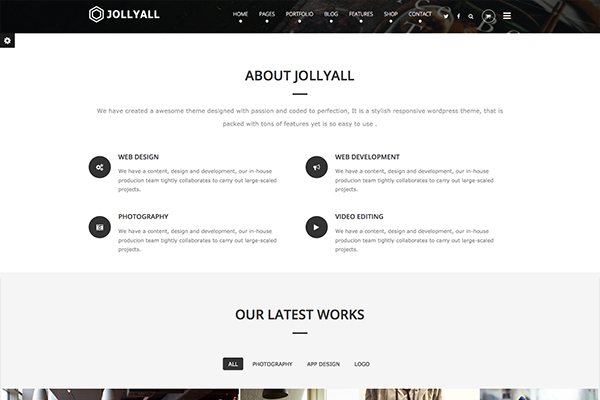 JOLLYALL
HOME PAGES PORTFOLIO BLOG FEATURES SHOP CONTACT
ABOUT JOLLYALL
We have created a awesome theme designed with passion and coded to perfection, It is a stylish responsive wordpress theme, that is
packed with tons of features yet is so easy to use .
WEB DESIGN
We have a content, design and development, our in-house
producion team tightly collaborates to carry out large-scaled
projects.
WEB DEVELOPMENT
We have a content, design and development, our in-house
producion team tightly collaborates to carry out large-scaled
projects.
PHOTOGRAPHY
We have a content, design and development, our in-house
producion team tightly collaborates to carry out large-scaled
projects.
VIDEO EDITING
We have a content, design and development, our in-house
producion team tightly collaborates to carry out large-scaled
projects.
OUR LATEST WORKS
ALL PHOTOGRAPHY APP DESIGN LOGO